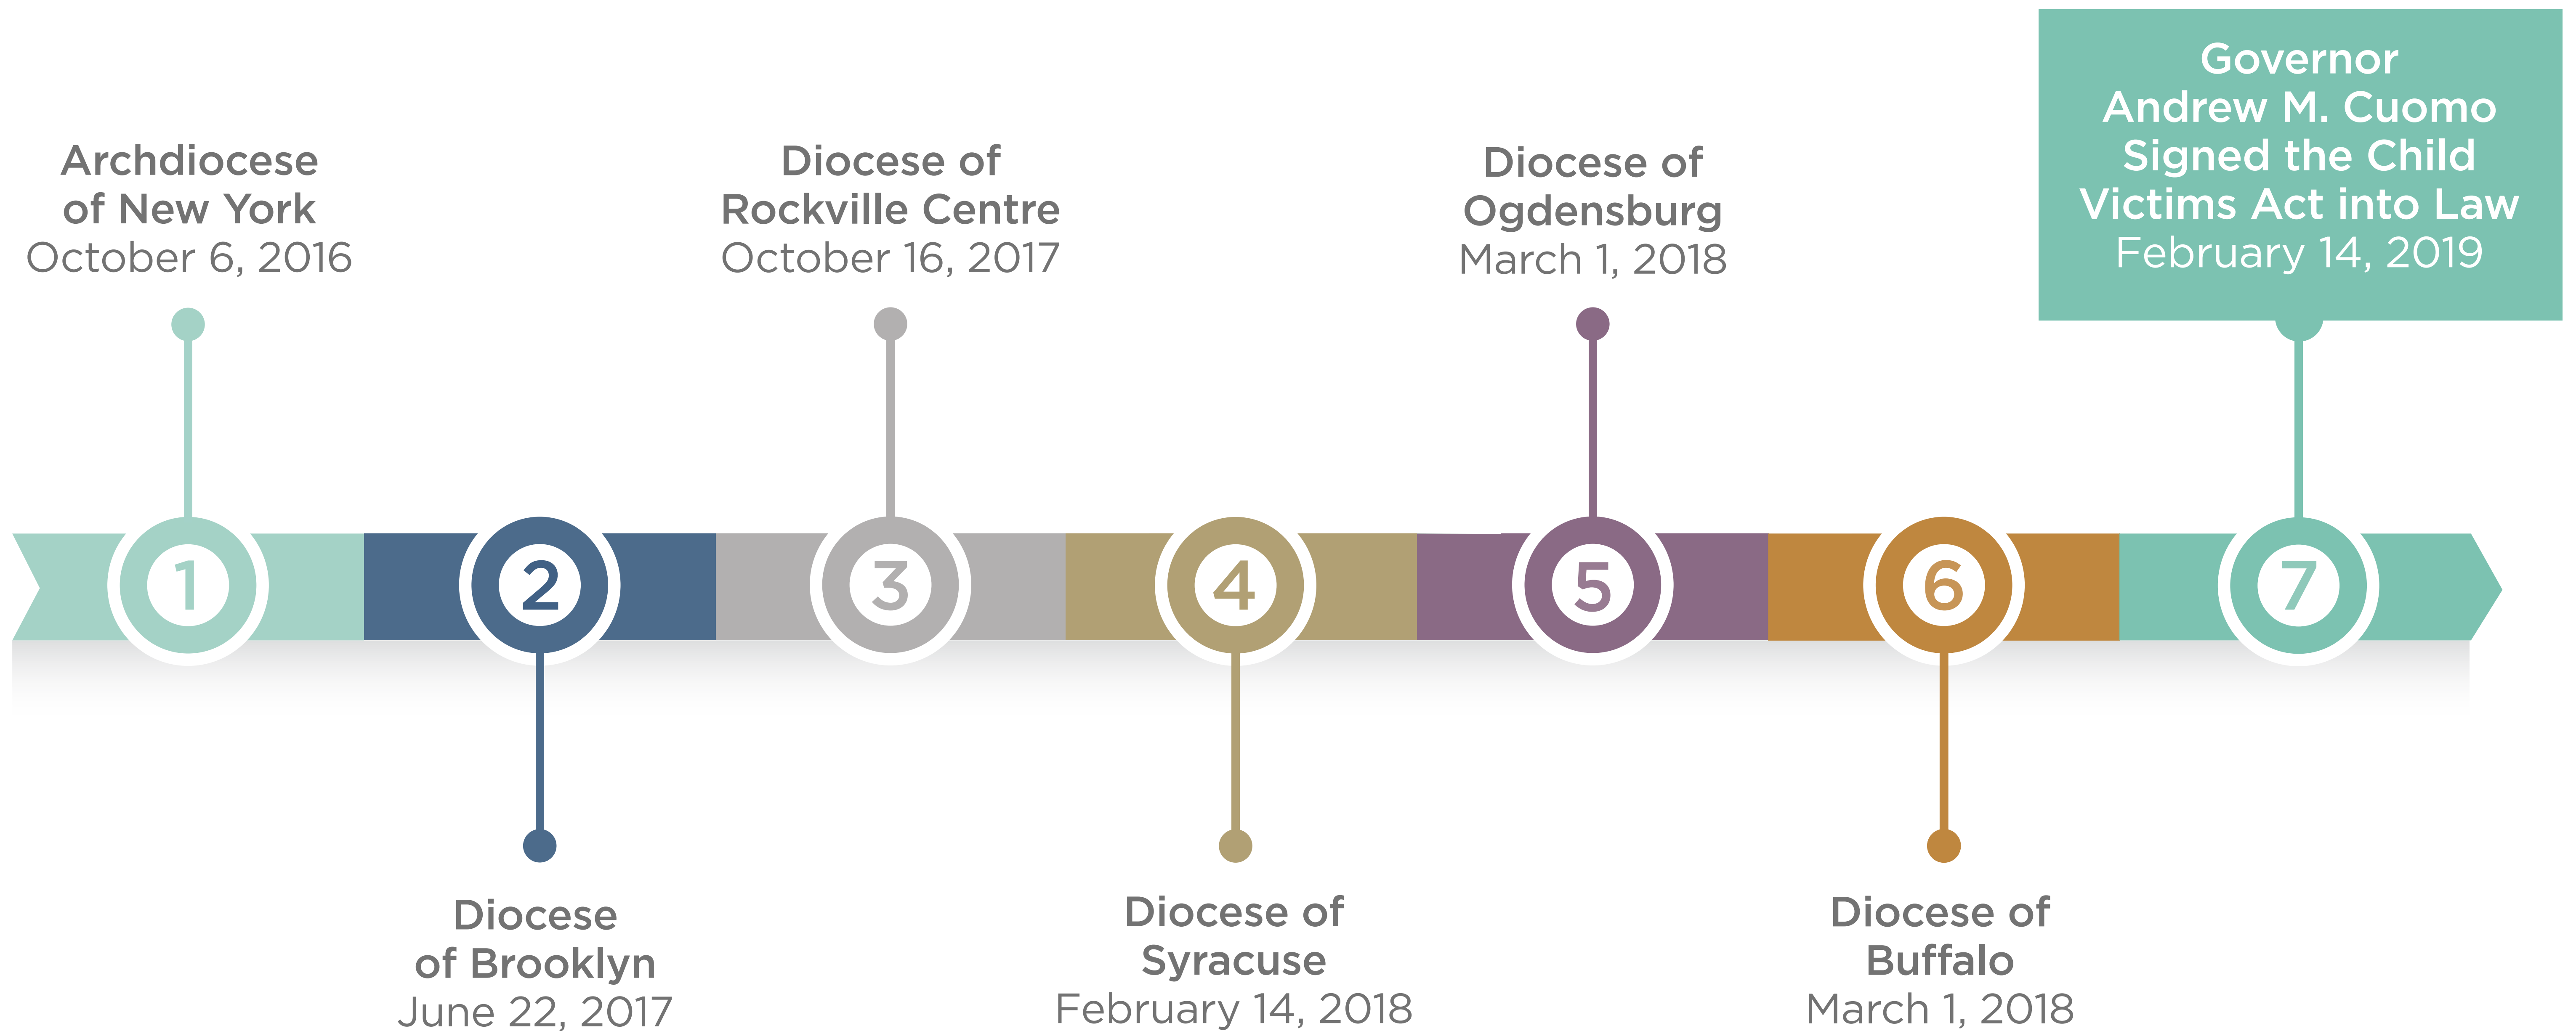 Archdiocese
of New York
October 6, 2016
Diocese of
Rockville Centre
October 16, 2017
Diocese of
Ogdensburg
March 1, 2018
Governor
Andrew M. Cuomo
Signed the Child
Victims Act into Law
February 14, 2019
1
2
3
4
5
6
7
Diocese
of Brooklyn
June 22, 2017
Diocese of
Syracuse
February 14, 2018
Diocese of
Buffalo
March 1, 2018